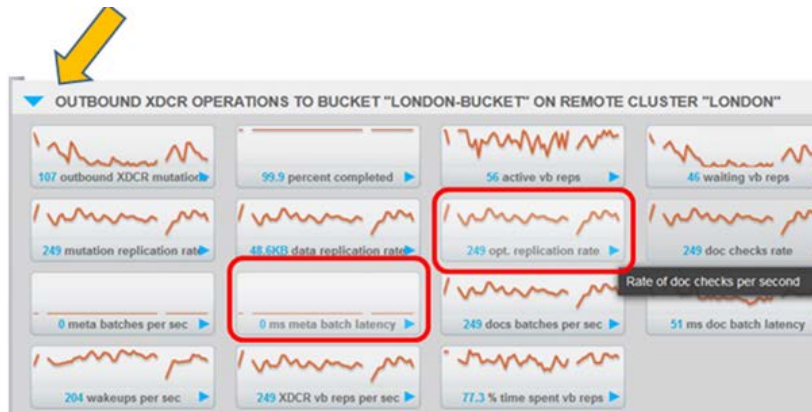 OUTBOUND XDCR OPERATIONS TO BUCKET "LONDON-BUCKET" ON REMOTE CLUSTER "LONDON"
107 outbound XDCR mutation
99.9 percent completed
56 active vb reps
46 waiting vb reps
249 mutation replication rate
48.6KB data replication rate
249 opt. replication rate
249 doc checks rate
Rate of doc checks per second
0 meta batches per sec
0 ms meta batch latency
249 docs batches per sec
51 ms doc batch latency
204 wakeups per sec
249 XDCR vb reps per sec
77.3 % time spent vb reps